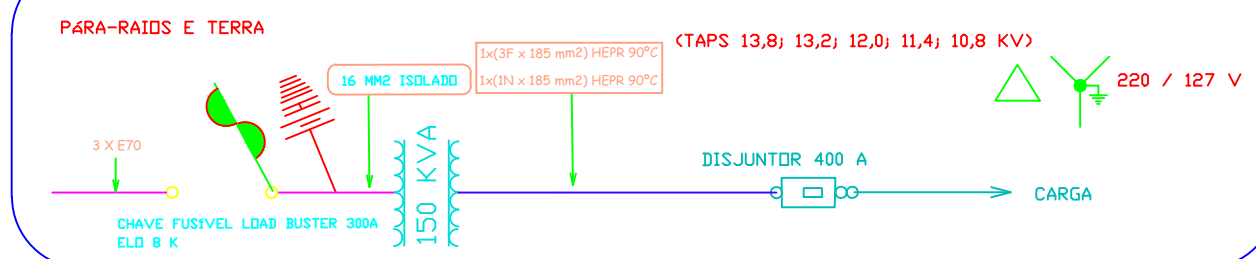 PáRA-RAIOS E TERRA
1x(3F x 185 mm2) HEPR 90ºC
(TAPS 13,8; 13,2; 12,0; 11,4; 10,8 KV)
16 MM2 ISOLADO
1x(1N x 185 mm2) HEPR 90ºC
220 / 127 V
3 X E70
150 KVA
DISJUNTOR 400 A
CARGA
CHAVE FUSíVEL LOAD BUSTER 300A
ELO 8 K